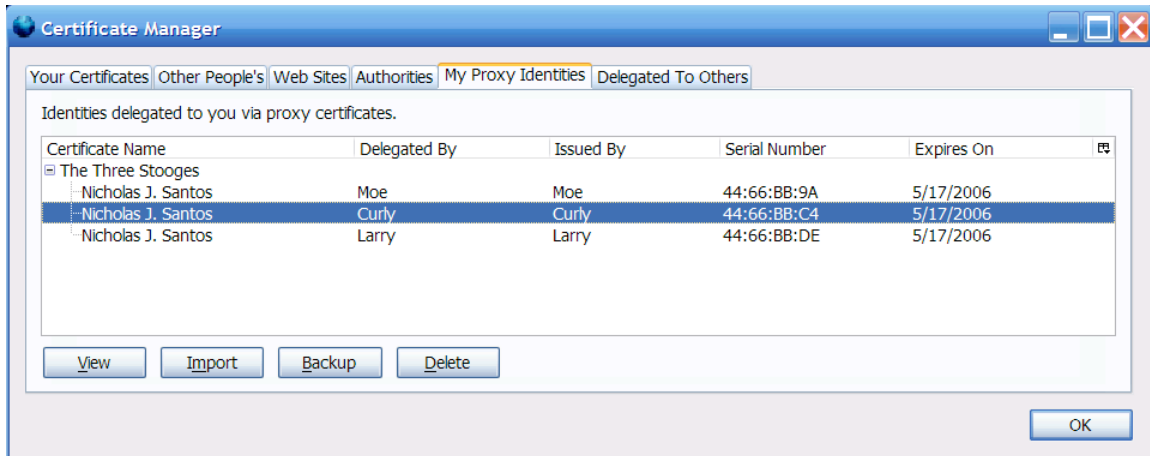 Certificate Manager
Your Certificates Other People's Web Sites Authorities My Proxy Identities Delegated To Others
Identities delegated to you via proxy certificates.
Certificate Name Delegated By Issued By Serial Number Expires On
The Three Stooges
Nicholas J. Santos Moe Moe 44:66:BB:9A 5/17/2006
Nicholas J. Santos Curly Curly 44:66:BB:C4 5/17/2006
Nicholas J. Santos Larry Larry 44:66:BB:DE 5/17/2006
View Import Backup Delete
OK